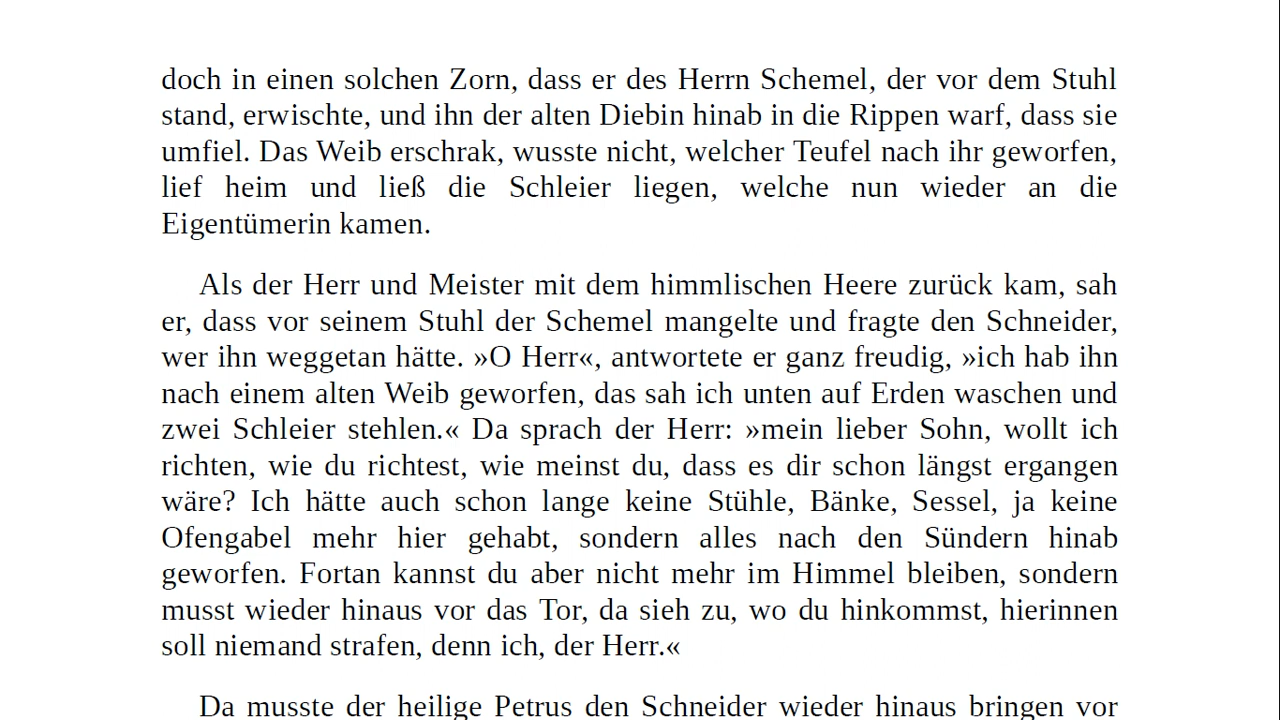 doch in einen solchen Zorn, dass er des Herrn Schemel, der vor dem Stuhl
stand, erwischte, und ihn der alten Diebin hinab in die Rippen warf, dass sie
umfiel. Das Weib erschrak, wusste nicht, welcher Teufel nach ihr geworfen,
lief heim und ließ die Schleier liegen, welche nun wieder an die
Eigentümerin kamen.
Als der Herr und Meister mit dem himmlischen Heere zurück kam, sah
er, dass vor seinem Stuhl der Schemel mangelte und fragte den Schneider,
wer ihn weggetan hätte. »O Herr«, antwortete er ganz freudig, »ich hab ihn
nach einem alten Weib geworfen, das sah ich unten auf Erden waschen und
zwei Schleier stehlen.« Da sprach der Herr: »mein lieber Sohn, wollt ich
richten, wie du richtest, wie meinst du, dass es dir schon längst ergangen
wäre? Ich hätte auch schon lange keine Stühle, Bänke, Sessel, ja keine
Ofengabel mehr hier gehabt, sondern alles nach den Sündern hinab
geworfen. Fortan kannst du aber nicht mehr im Himmel bleiben, sondern
musst wieder hinaus vor das Tor, da sieh zu, wo du hinkommst, hierinnen
soll niemand strafen, denn ich, der Herr.«
Da musste der heilige Petrus den Schneider wieder hinaus bringen vor